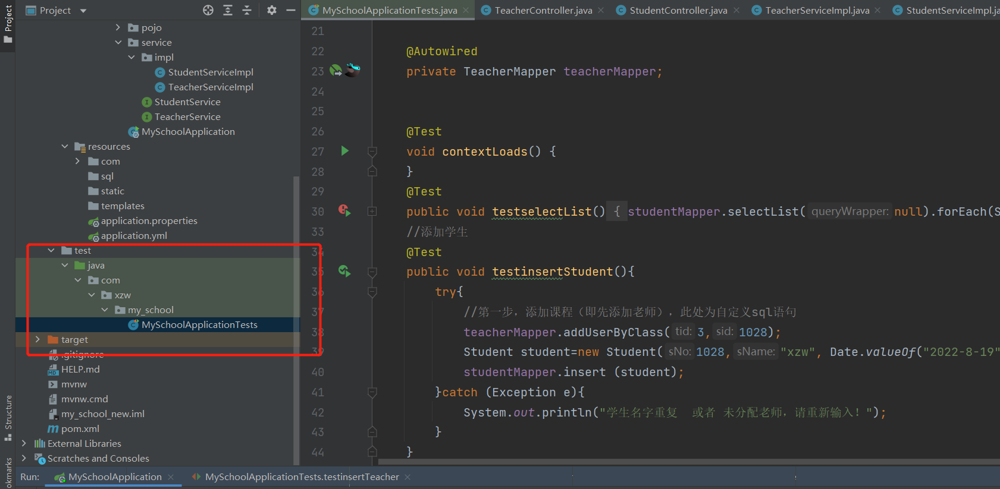 Project
Project
MySchoolApplicationTests.java
TeacherController.java
StudentController.java
TeacherServiceImpl.java
StudentServiceImpl.ja
pojo
service
impl
StudentServiceImpl
TeacherServiceImpl
StudentService
TeacherService
MySchoolApplication
resources
com
sql
static
templates
application.properties
application.yml
test
java
com
xzw
my_school
MySchoolApplicationTests
target
.gitignore
HELP.md
mvnw
mvnw.cmd
my_school_new.iml
pom.xml
External Libraries
Scratches and Consoles
Structure
okmarks
21
22 @Autowired
23 private TeacherMapper teacherMapper;
24
25
26 @Test
27 void contextLoads() {
28 }
29 @Test
30 public void testselectList() { studentMapper.selectList( queryWrapper: null).forEach(S
33 //添加学生
34 @Test
35 public void testinsertStudent(){
36 try{
37 //第一步，添加课程（即先添加老师），此处为自定义sql语句
38 teacherMapper.addUserByClass( tid: 3, sid: 1028);
39 Student student=new Student( sNo: 1028, sName: "xzw", Date.valueOf("2022-8-19"
40 studentMapper.insert (student);
41 }catch (Exception e){
42 System.out.println("学生名字重复  或者 未分配老师，请重新输入！");
43 }
44 }
Run: MySchoolApplication MySchoolApplicationTests.testinsertTeacher